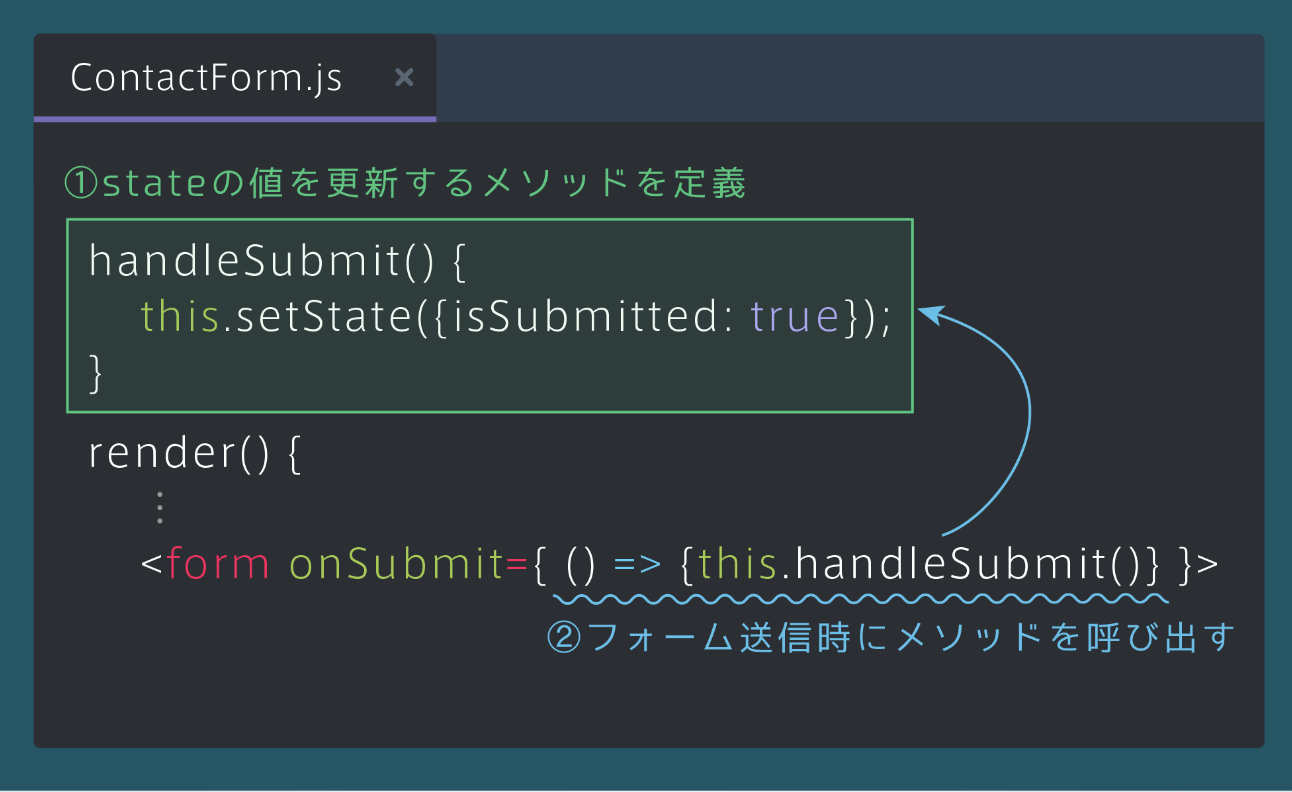 ContactForm.js ×
①stateの値を更新するメソッドを定義
handleSubmit() {
this.setState({isSubmitted: true});
}
render() {
⋮
<form onSubmit={ () => {this.handleSubmit()} }>
②フォーム送信時にメソッドを呼び出す